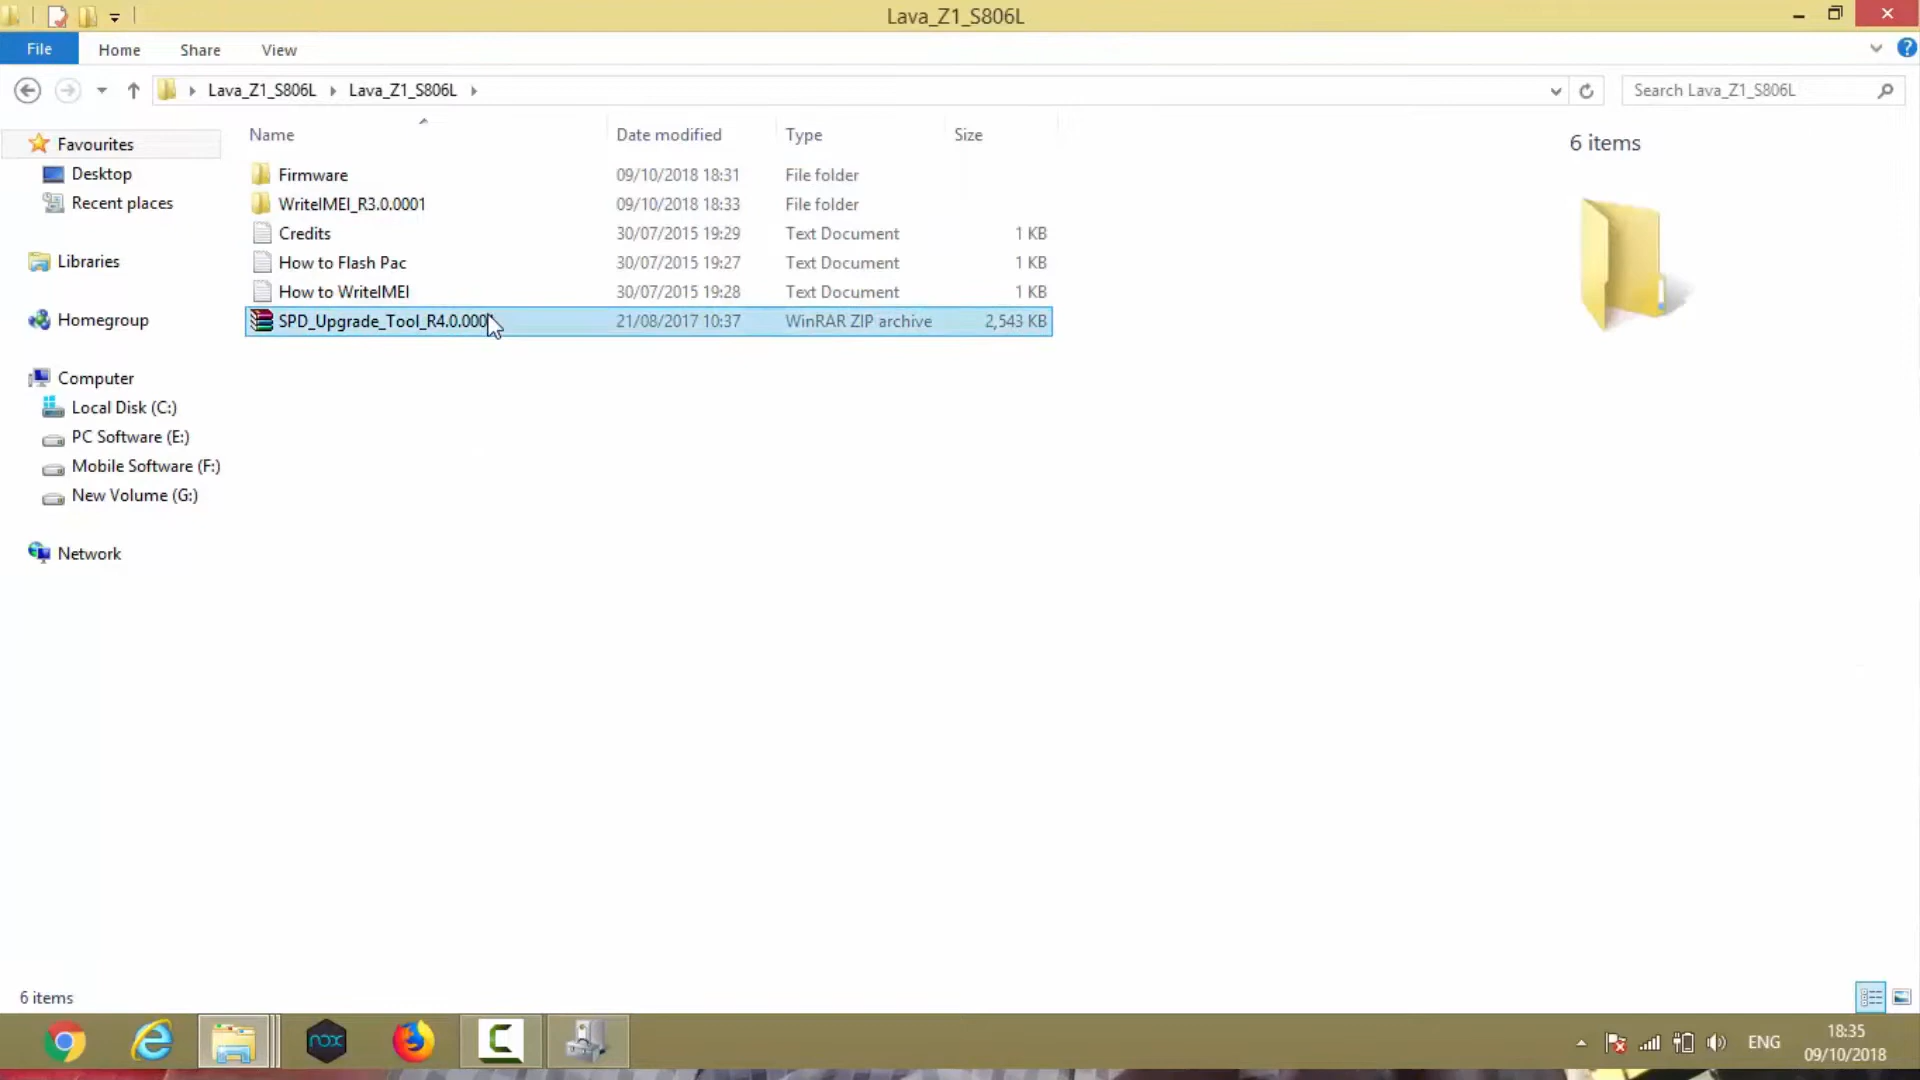 Lava_Z1_S806L
File Home Share View
Lava_Z1_S806L Lava_Z1_S806L Search Lava_Z1_S806L
Name Date modified Type Size
Favourites
Desktop
Recent places
Libraries
Homegroup
Computer
Local Disk (C:)
PC Software (E:)
Mobile Software (F:)
New Volume (G:)
Network
Firmware 09/10/2018 18:31 File folder
WriteIMEI_R3.0.0001 09/10/2018 18:33 File folder
Credits 30/07/2015 19:29 Text Document 1 KB
How to Flash Pac 30/07/2015 19:27 Text Document 1 KB
How to WriteIMEI 30/07/2015 19:28 Text Document 1 KB
21/08/2017 10:37 WinRAR ZIP archive 2,543 KB
6 items
6 items
nox
C
ENG
18:35
09/10/2018